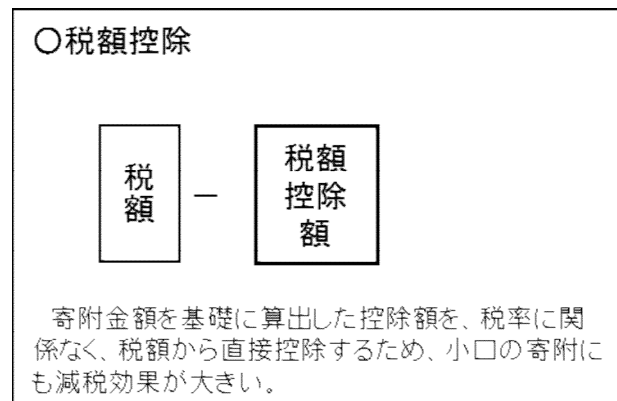 〇税額控除
税額
－
税額
控除
額
寄附金額を基礎に算出した控除額を、税率に関
係なく、税額から直接控除するため、小口の寄附に
も減税効果が大きい。